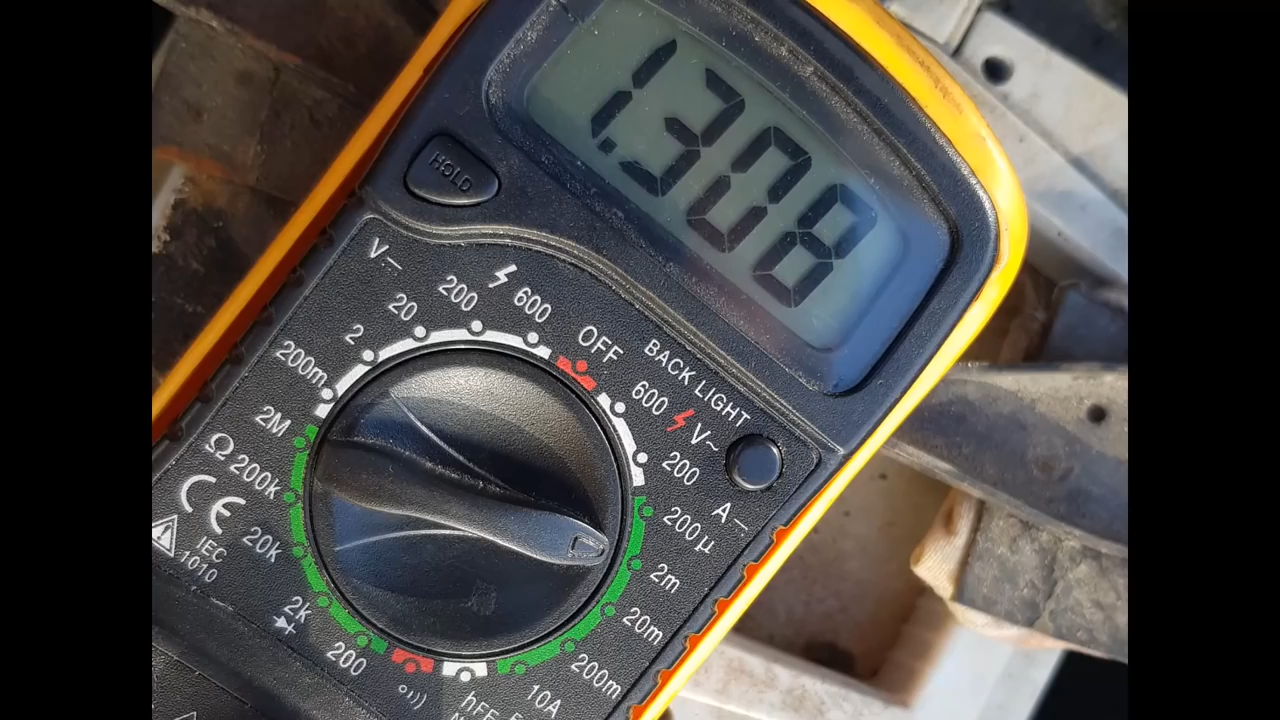 1.308
HOLD
V⎓
200m
2
20
200
600
OFF
BACK LIGHT
600
V~
200
A⎓
200µ
2m
20m
200m
10A
hFE
200
2k
20K
200k
2M
Ω
CE
IEC
1010